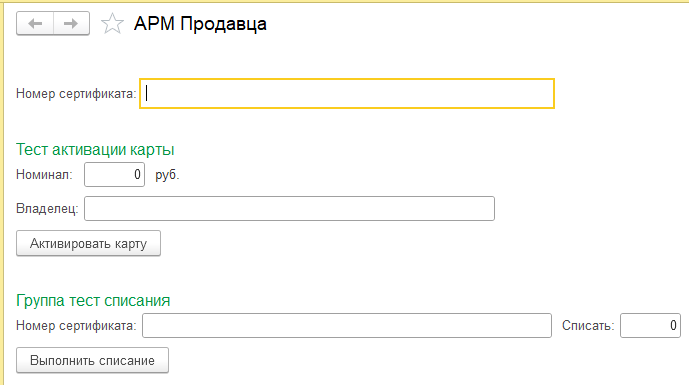 АРМ Продавца
Номер сертификата:
Тест активации карты
Номинал: 0 руб.
Владелец:
Активировать карту
Группа тест списания
Номер сертификата: Списать: 0
Выполнить списание